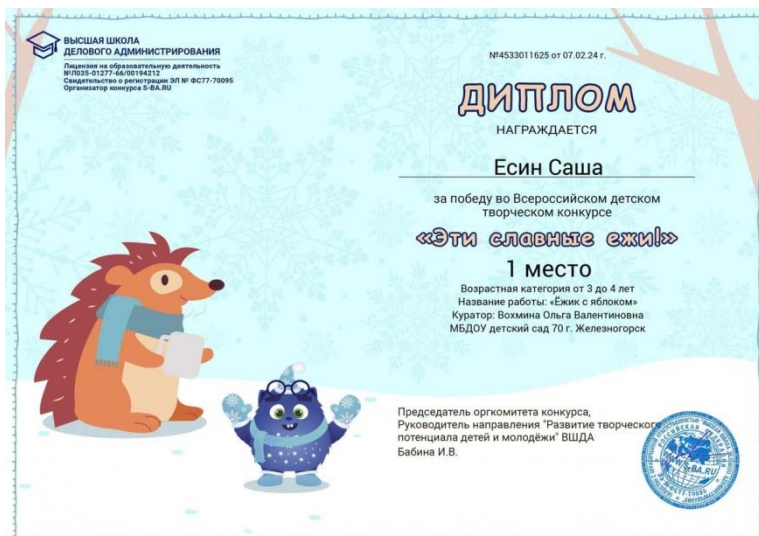 ВЫСШАЯ ШКОЛА
ДЕЛОВОГО АДМИНИСТРИРОВАНИЯ
Лицензия на образовательную деятельность
№Л035-01277-66/00194212
Свидетельство о регистрации ЭЛ № ФС77-70095
Организатор конкурса S-BA.RU
№4533011625 от 07.02.24 г.
ДИПЛОМ
НАГРАЖДАЕТСЯ
Есин Саша
за победу во Всероссийском детском
творческом конкурсе
«Эти славные ежи!»
1 место
Возрастная категория от 3 до 4 лет
Название работы: «Ёжик с яблоком»
Куратор: Вохмина Ольга Валентиновна
МБДОУ детский сад 70 г. Железногорск
Председатель оргкомитета конкурса,
Руководитель направления "Развитие творческого
потенциала детей и молодёжи" ВШДА
Бабина И.В.